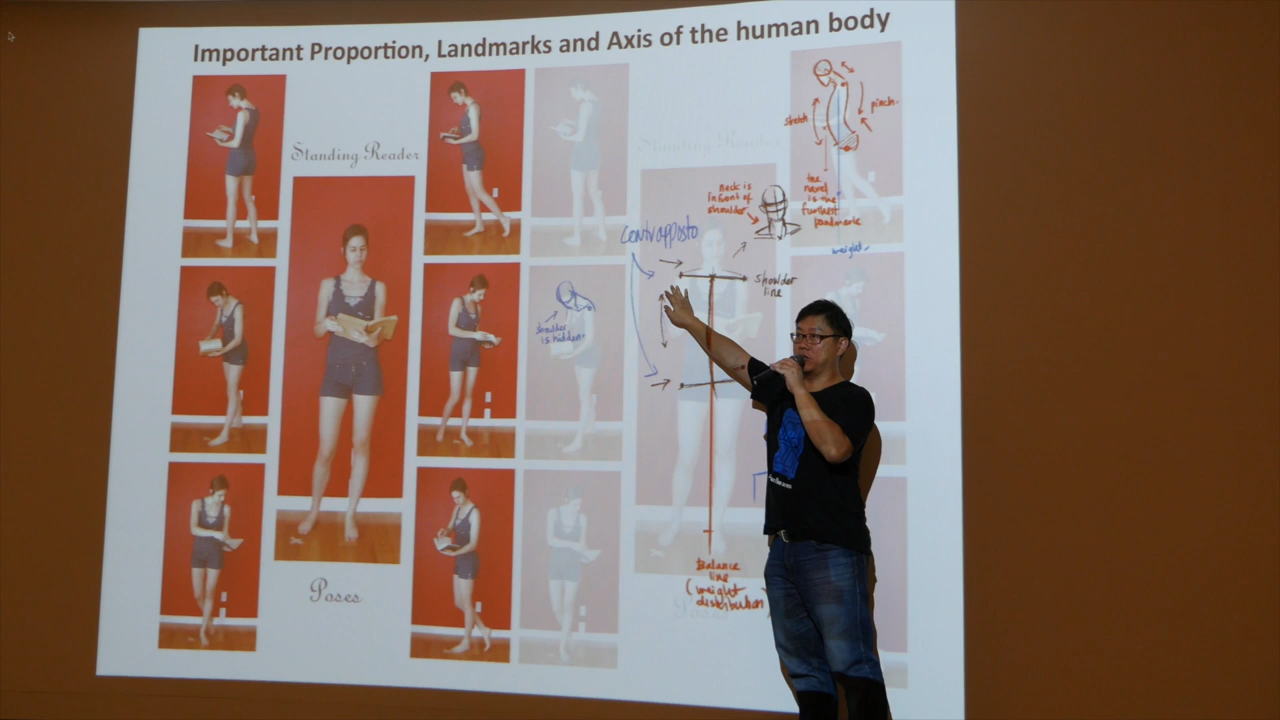 Important Proportion, Landmarks and Axis of the human body
Standing Reader
Poses
Standing Reader
shoulder
is hidden.
Contrapposto
neck is
infront of
shoulder
shoulder
line
stretch
pinch.
the
navel
is the
furthest
landmark
weight
Balance
line
(weight
distribution)
Poses